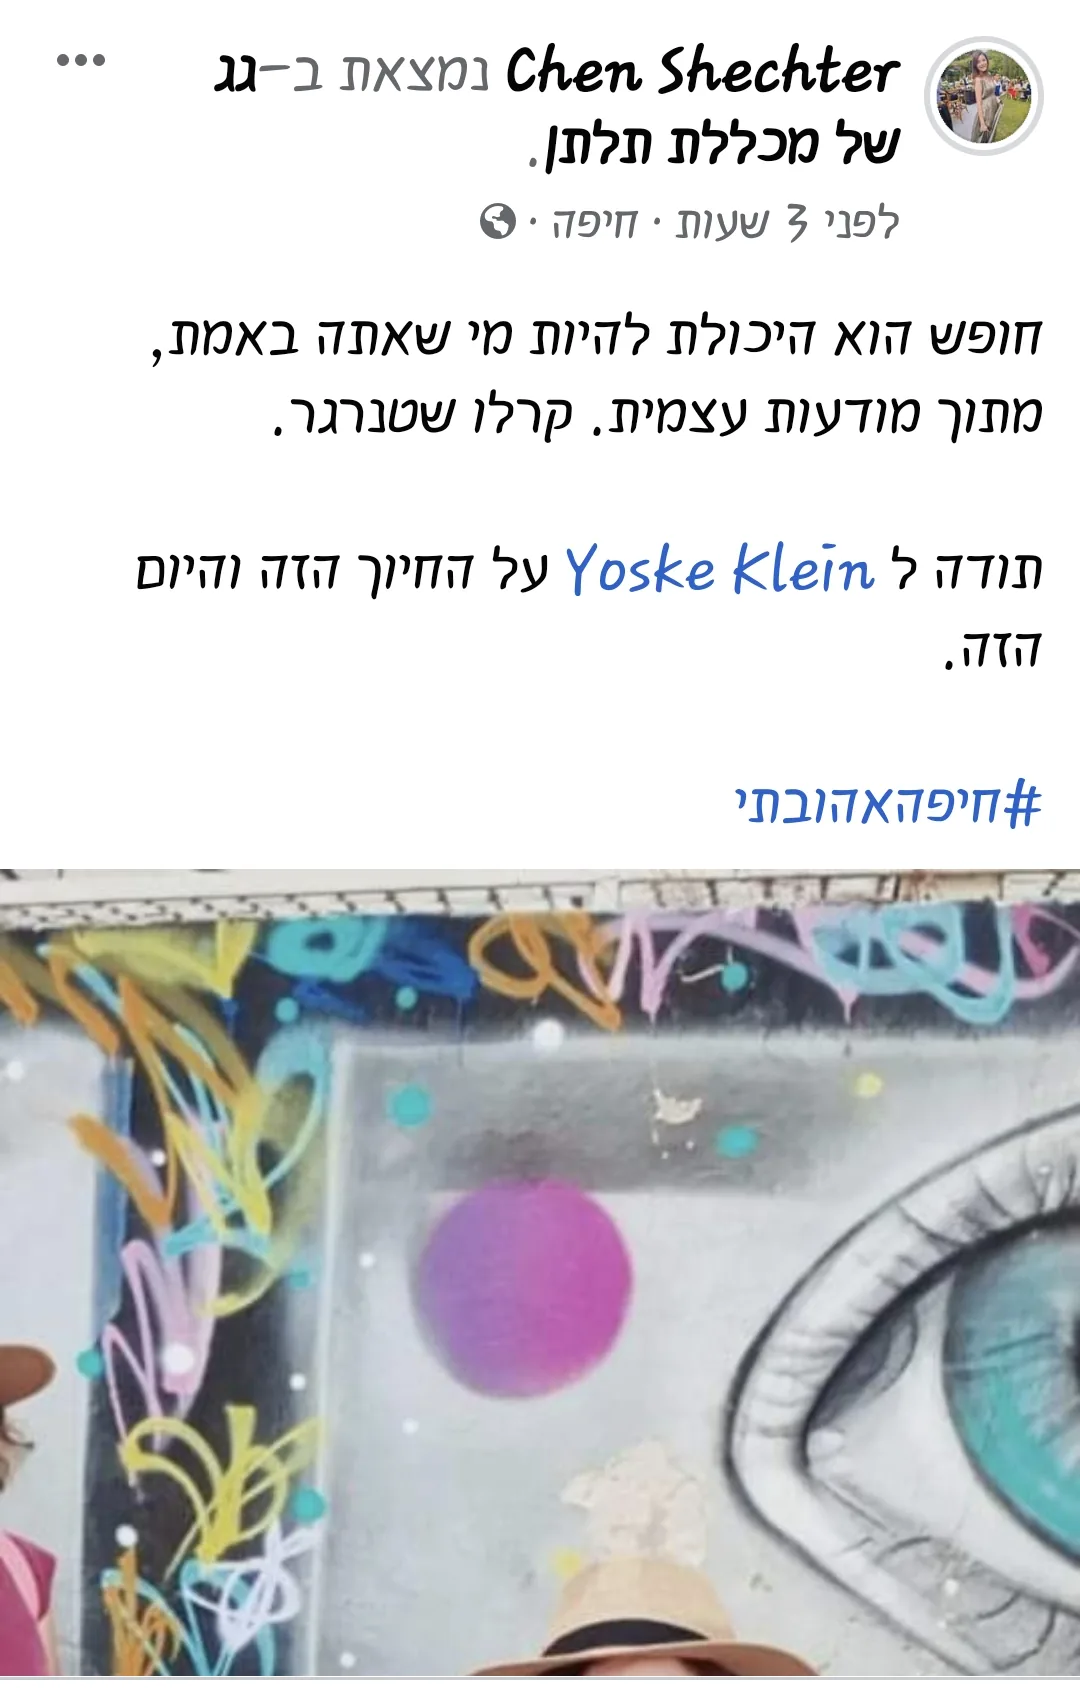 Chen Shechter נמצאת ב-גג
של מכללת תלתן.
לפני 3 שעות · חיפה ·
חופש הוא היכולת להיות מי שאתה באמת,
מתוך מודעות עצמית. קרלו שטנרגר.
תודה ל Yoske Klein על החיוך הזה והיום
הזה.
#חיפהאהובתי